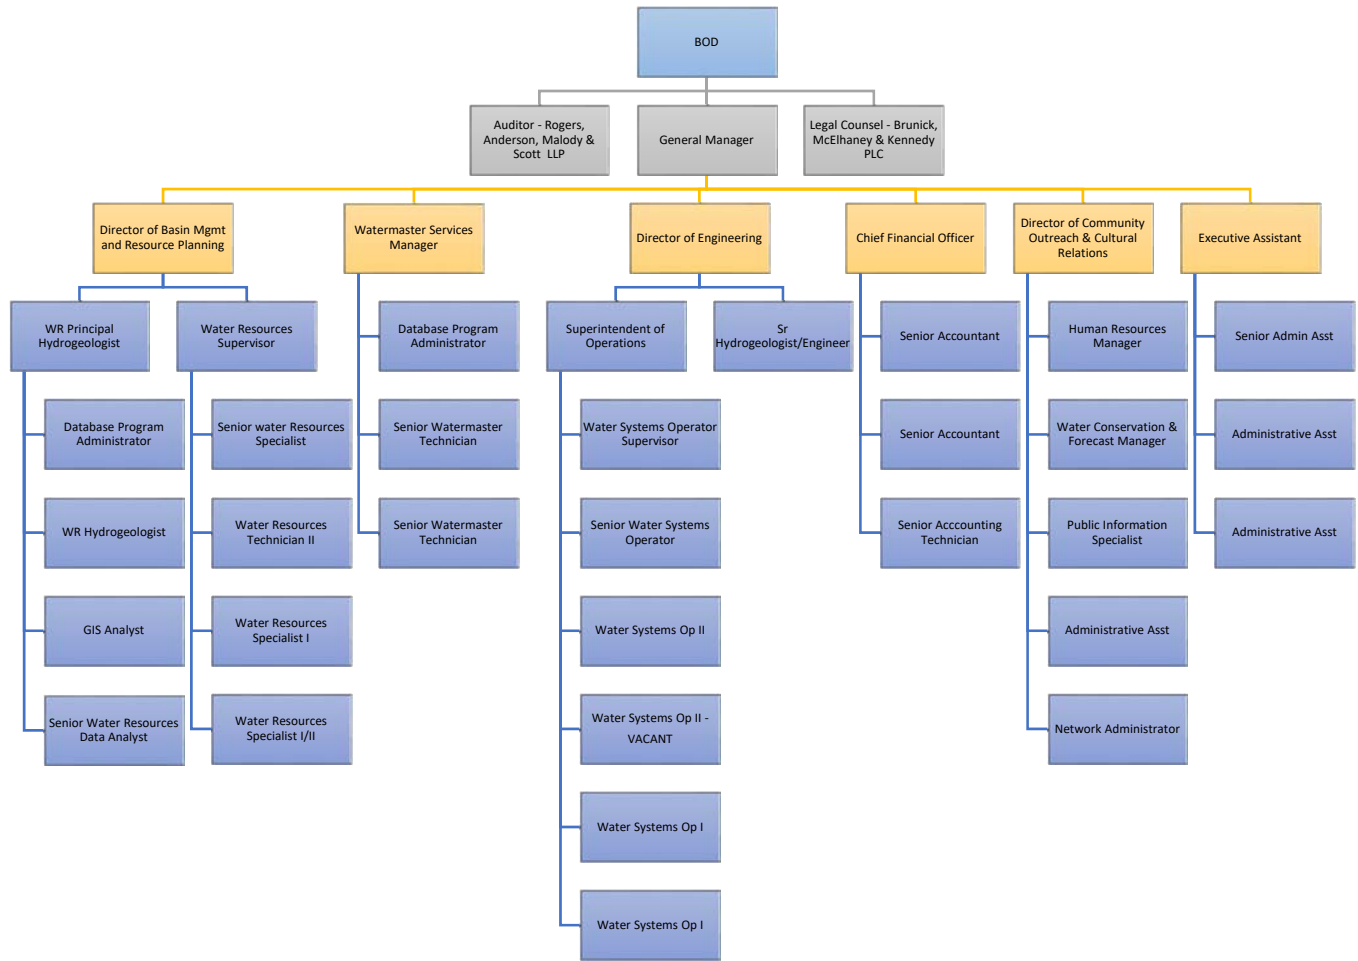 BOD
Auditor - Rogers,
Anderson, Malody &
Scott LLP
General Manager
Legal Counsel - Brunick,
McElhaney & Kennedy
PLC
Director of Basin Mgmt
and Resource Planning
Watermaster Services
Manager
Director of Engineering
Chief Financial Officer
Director of Community
Outreach & Cultural
Relations
Executive Assistant
WR Principal
Hydrogeologist
Water Resources
Supervisor
Database Program
Administrator
Superintendent of
Operations
Sr
Hydrogeologist/Engineer
Senior Accountant
Human Resources
Manager
Senior Admin Asst
Database Program
Administrator
Senior water Resources
Specialist
Senior Watermaster
Technician
Water Systems Operator
Supervisor
Senior Accountant
Water Conservation &
Forecast Manager
Administrative Asst
WR Hydrogeologist
Water Resources
Technician II
Senior Watermaster
Technician
Senior Water Systems
Operator
Senior Acccounting
Technician
Public Information
Specialist
Administrative Asst
GIS Analyst
Water Resources
Specialist I
Water Systems Op II
Administrative Asst
Senior Water Resources
Data Analyst
Water Resources
Specialist I/II
Water Systems Op II -
VACANT
Network Administrator
Water Systems Op I
Water Systems Op I